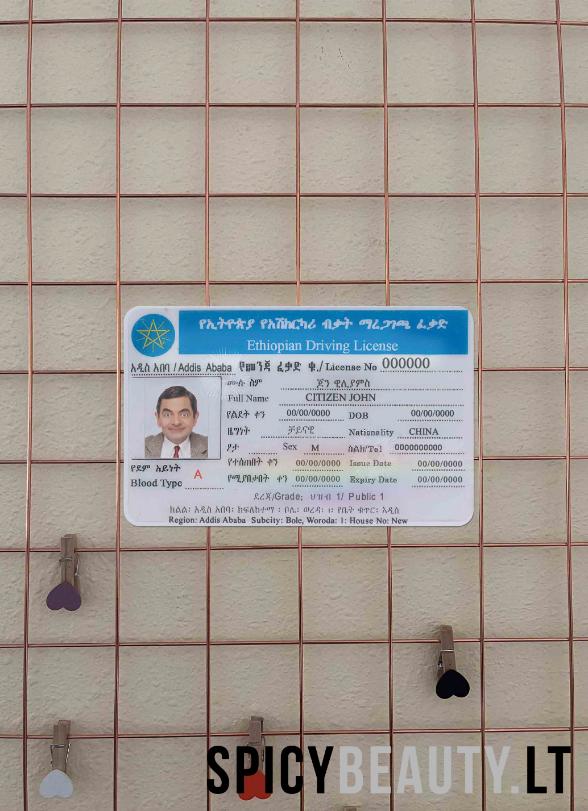 የኢትዮጵያ የአሽከርካሪ ብቃት ማረጋገጫ ፈቃድ
Ethiopian Driving License
አዲስ አበባ / Addis Ababa የመንጃ ፈቃድ ቁ./ License No 000000
ሙሉ ስም ጆን ዊሊያምስ
Full Name CITIZEN JOHN
የልደት ቀን 00/00/0000 DOB 00/00/0000
ዜግነት ቻይናዊ Nationality CHINA
ፆታ Sex M ስልክ/Tel 0000000000
የተሰጠበት ቀን 00/00/0000 Issue Date 00/00/0000
የደም አይነት
Blood Type A
የሚያበቃበት ቀን 00/00/0000 Expiry Date 00/00/0000
ደረጃ/Grade: ህዝብ 1/ Public 1
ክልል: አዲስ አበባ: ክፍለከተማ : ቦሌ: ወረዳ: ፡ የቤት ቁጥር: አዲስ
Region: Addis Ababa Subcity: Bole, Woroda: 1: House No: New
SPICYBEAUTY.LT